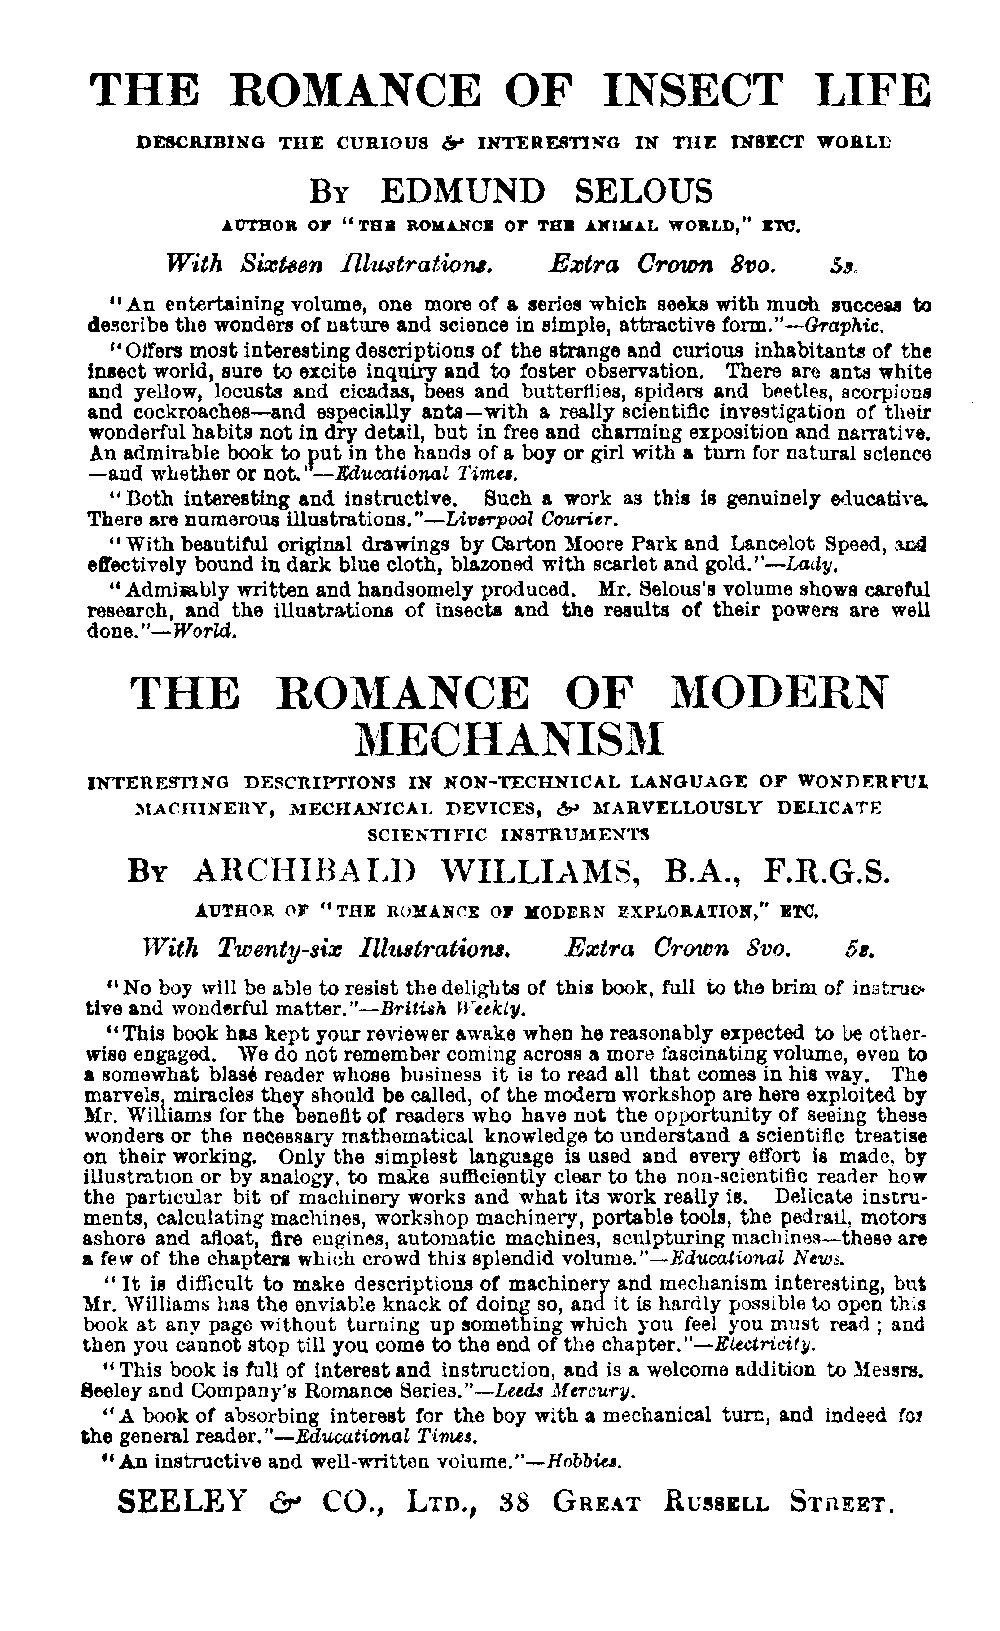 THE ROMANCE OF INSECT LIFE
DESCRIBING THE CURIOUS & INTERESTING IN THE INSECT WORLD
BY EDMUND SELOUS
AUTHOR OF "THE ROMANCE OF THE ANIMAL WORLD," ETC.
With Sixteen Illustrations. Extra Crown 8vo. 5s.
"An entertaining volume, one more of a series which seeks with much success to
describe the wonders of nature and science in simple, attractive form."—Graphic.
"Offers most interesting descriptions of the strange and curious inhabitants of the
insect world, sure to excite inquiry and to foster observation. There are ants white
and yellow, locusts and cicadas, bees and butterflies, spiders and beetles, scorpions
and cockroaches—and especially ants—with a really scientific investigation of their
wonderful habits not in dry detail, but in free and charming exposition and narrative.
An admirable book to put in the hands of a boy or girl with a turn for natural science
—and whether or not."—Educational Times.
"Both interesting and instructive. Such a work as this is genuinely educative.
There are numerous illustrations."—Liverpool Courier.
"With beautiful original drawings by Carton Moore Park and Lancelot Speed, and
effectively bound in dark blue cloth, blazoned with scarlet and gold."—Lady.
"Admirably written and handsomely produced. Mr. Selous's volume shows careful
research, and the illustrations of insects and the results of their powers are well
done."—World.
THE ROMANCE OF MODERN
MECHANISM
INTERESTING DESCRIPTIONS IN NON-TECHNICAL LANGUAGE OF WONDERFUL
MACHINERY, MECHANICAL DEVICES, & MARVELLOUSLY DELICATE
SCIENTIFIC INSTRUMENTS
BY ARCHIBALD WILLIAMS, B.A., F.R.G.S.
AUTHOR OF "THE ROMANCE OF MODERN EXPLORATION," ETC.
With Twenty-six Illustrations. Extra Crown 8vo. 5s.
"No boy will be able to resist the delights of this book, full to the brim of instruc-
tive and wonderful matter."—British Weekly.
"This book has kept your reviewer awake when he reasonably expected to be other-
wise engaged. We do not remember coming across a more fascinating volume, even to
a somewhat blasé reader whose business it is to read all that comes in his way. The
marvels, miracles they should be called, of the modern workshop are here exploited by
Mr. Williams for the benefit of readers who have not the opportunity of seeing these
wonders or the necessary mathematical knowledge to understand a scientific treatise
on their working. Only the simplest language is used and every effort is made, by
illustration or by analogy, to make sufficiently clear to the non-scientific reader how
the particular bit of machinery works and what its work really is. Delicate instru-
ments, calculating machines, workshop machinery, portable tools, the pedrail, motors
ashore and afloat, fire engines, automatic machines, sculpturing machines—these are
a few of the chapters which crowd this splendid volume."—Educational News.
"It is difficult to make descriptions of machinery and mechanism interesting, but
Mr. Williams has the enviable knack of doing so, and it is hardly possible to open this
book at any page without turning up something which you feel you must read ; and
then you cannot stop till you come to the end of the chapter."—Electricity.
"This book is full of interest and instruction, and is a welcome addition to Messrs.
Seeley and Company's Romance Series."—Leeds Mercury.
"A book of absorbing interest for the boy with a mechanical turn, and indeed for
the general reader."—Educational Times.
"An instructive and well-written volume."—Hobbies.
SEELEY & CO., LTD., 38 GREAT RUSSELL STREET.